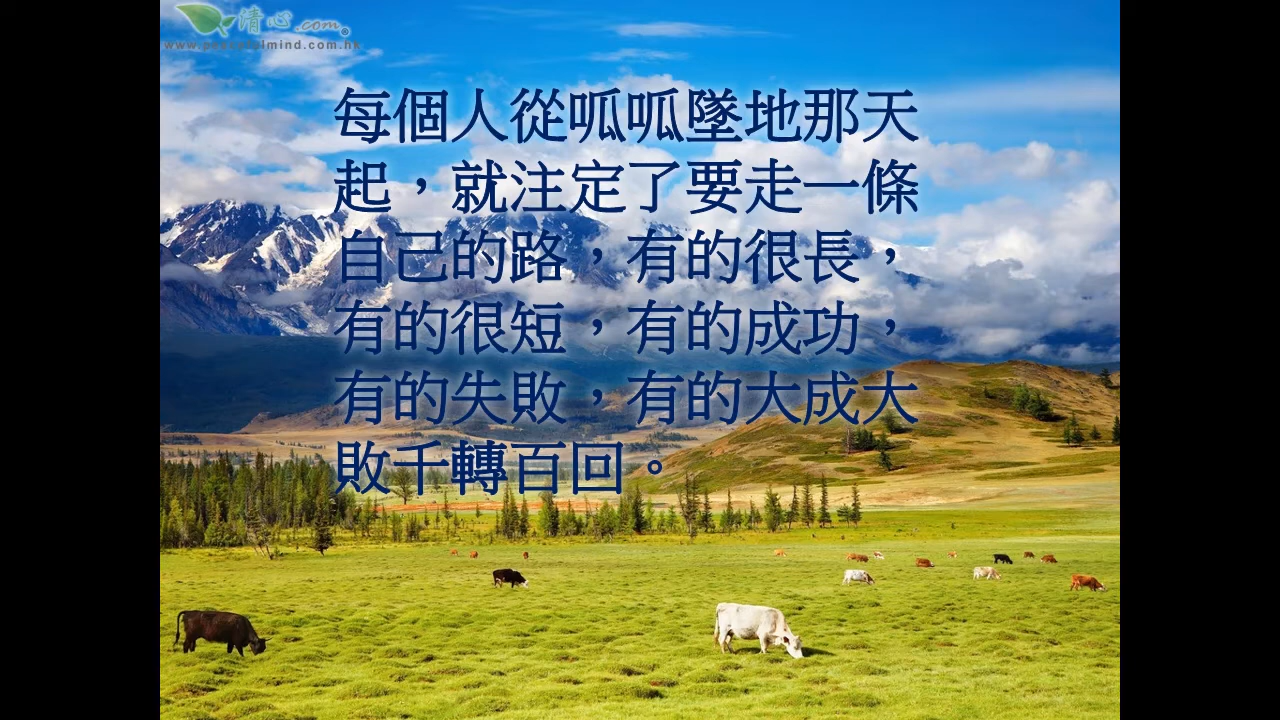 清心.com
www.peacefulmind.com.hk
每個人從呱呱墜地那天
起，就注定了要走一條
自己的路，有的很長，
有的很短，有的成功，
有的失敗，有的大成大
敗千轉百回。